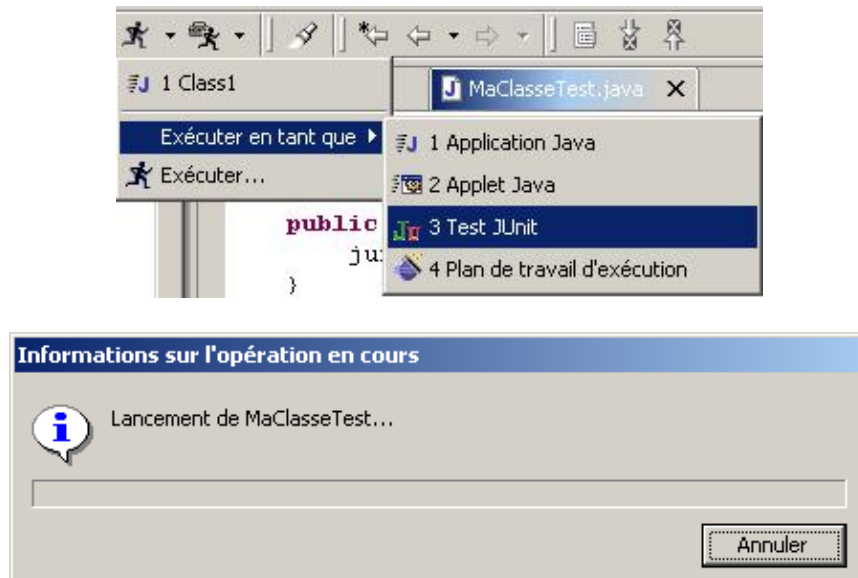 1 Class1
MaClasseTest.java
Exécuter en tant que
1 Application Java
Exécuter...
2 Applet Java
public
3 Test JUnit
ju
4 Plan de travail d'exécution
}
Informations sur l'opération en cours
Lancement de MaClasseTest...
Annuler